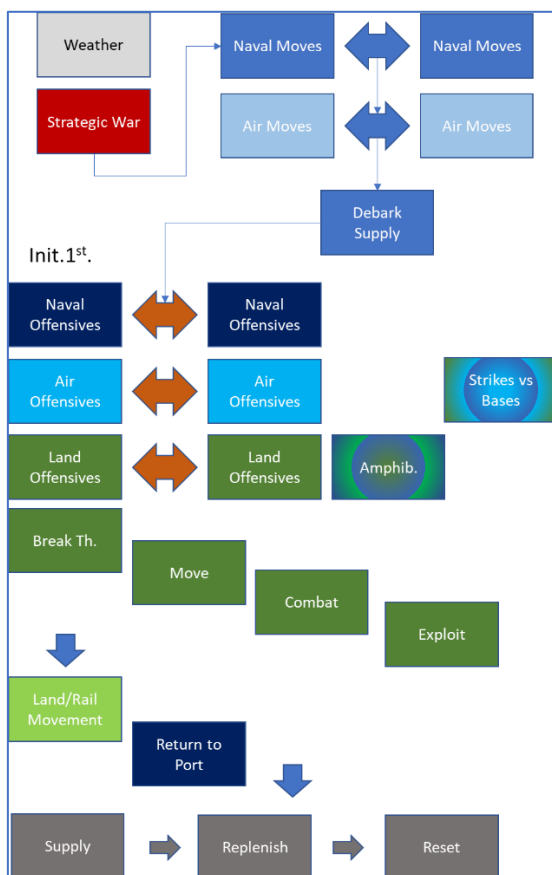 Weather
Naval Moves
Naval Moves
Strategic War
Air Moves
Air Moves
Debark
Supply
Init.1st.
Naval
Offensives
Naval
Offensives
Air
Offensives
Air
Offensives
Strikes vs
Bases
Land
Offensives
Land
Offensives
Amphib.
Break Th.
Move
Combat
Exploit
Land/Rail
Movement
Return to
Port
Supply
Replenish
Reset